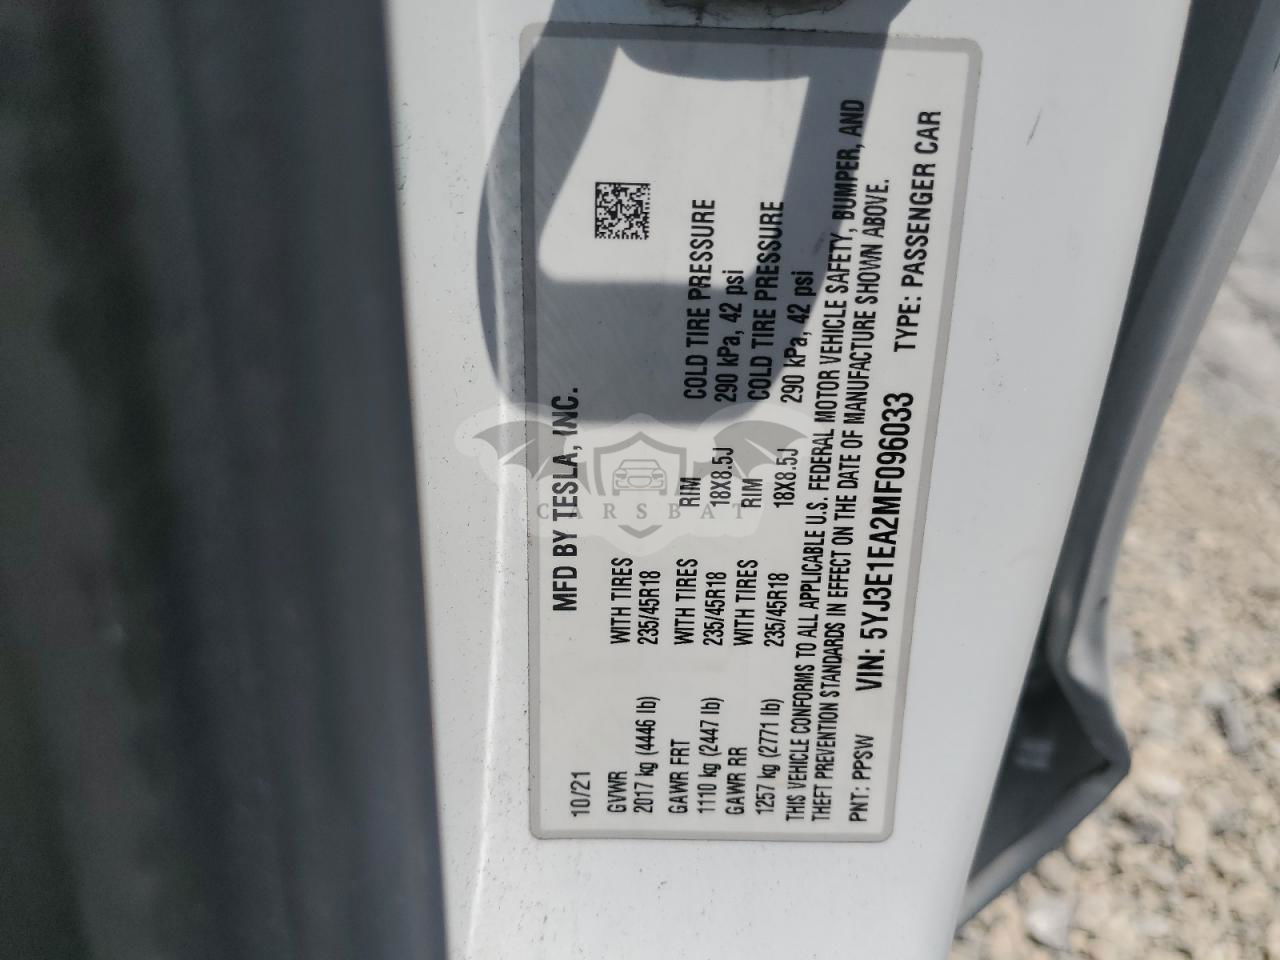 MFD BY TESLA, INC.
10/21
GVWR WITH TIRES
2017 kg (4446 lb) 235/45R18
GAWR FRT WITH TIRES RIM COLD TIRE PRESSURE
1110 kg (2447 lb) 235/45R18 18X8.5J 290 kPa, 42 psi
GAWR RR WITH TIRES RIM COLD TIRE PRESSURE
1257 kg (2771 lb) 235/45R18 18X8.5J 290 kPa, 42 psi
THIS VEHICLE CONFORMS TO ALL APPLICABLE U.S. FEDERAL MOTOR VEHICLE SAFETY, BUMPER, AND
THEFT PREVENTION STANDARDS IN EFFECT ON THE DATE OF MANUFACTURE SHOWN ABOVE.
PNT: PPSW VIN: 5YJ3E1EA2MF096033 TYPE: PASSENGER CAR
CARSBAT